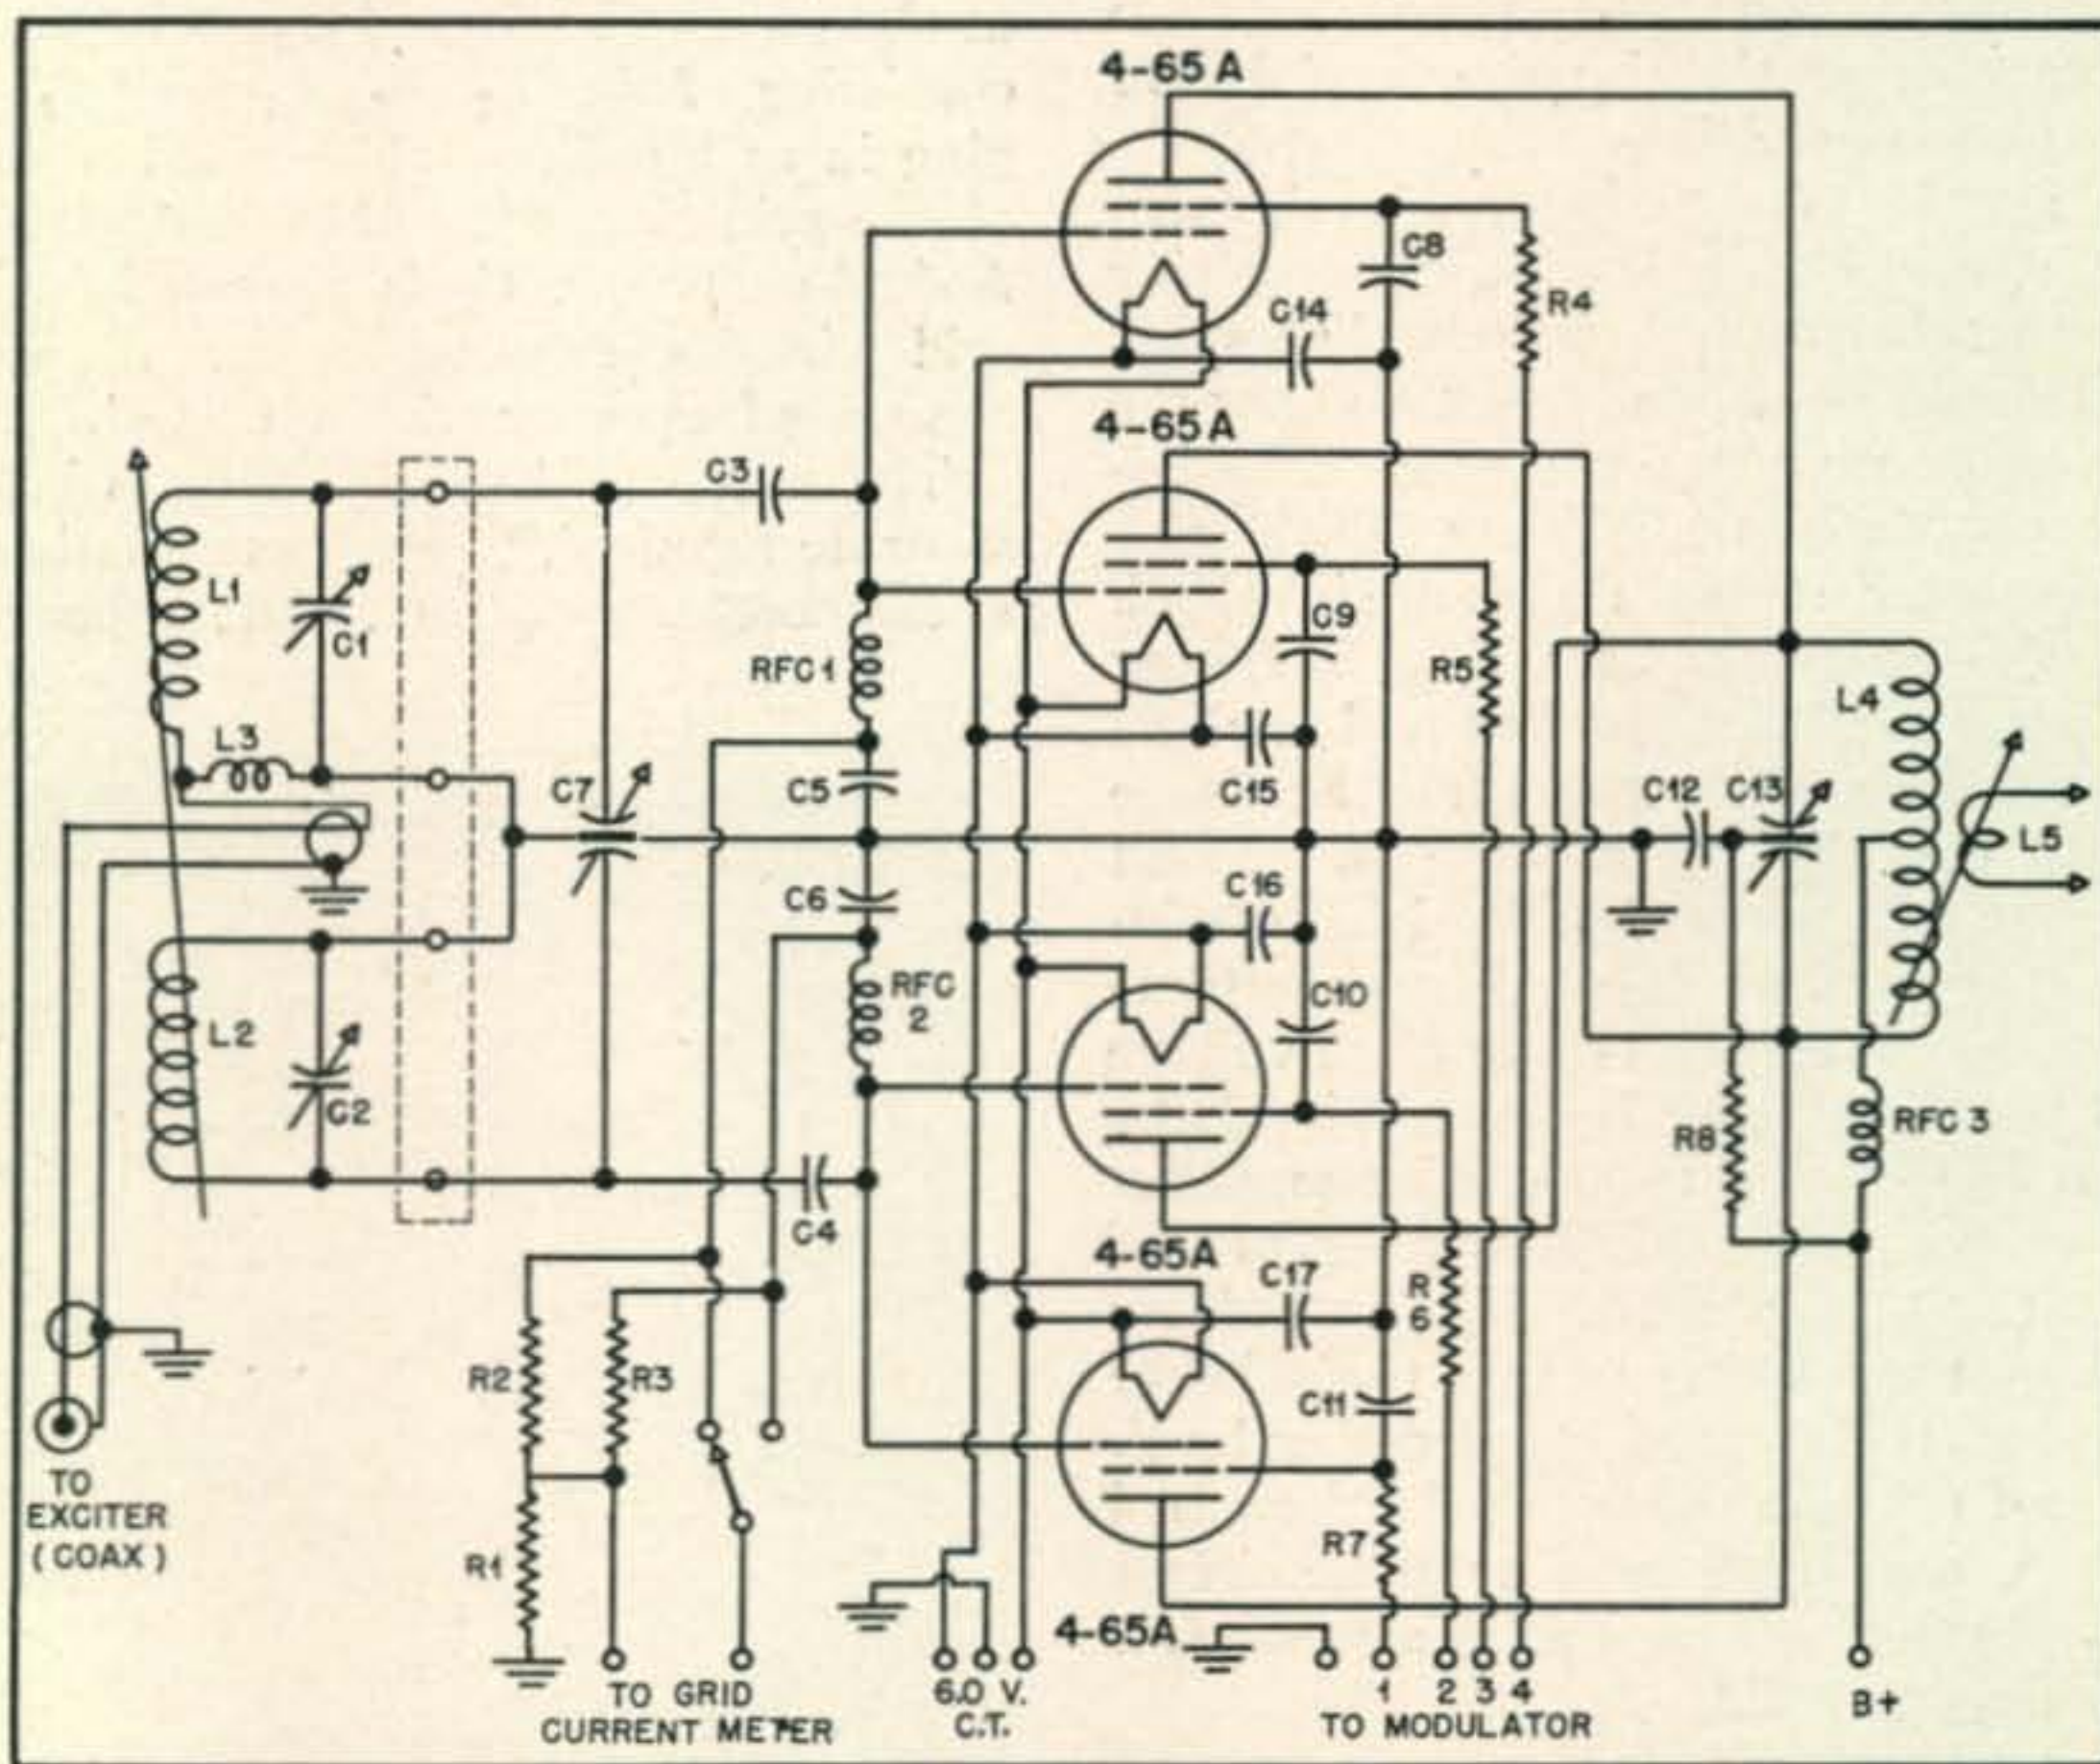 4-65A
C8
C14
R4
4-65A
C3
L1
C1
C9
RFC1
R5
L4
L3
C7
C5
C15
C12
C13
L5
C16
C6
RFC
2
C10
L2
C2
R8
RFC 3
C4
4-65A
C17
R
6
R2
R3
C11
TO
EXCITER
(COAX)
R1
R7
4-65A
TO GRID
CURRENT METER
6.0 V.
C.T.
1
2
3
4
TO MODULATOR
B+